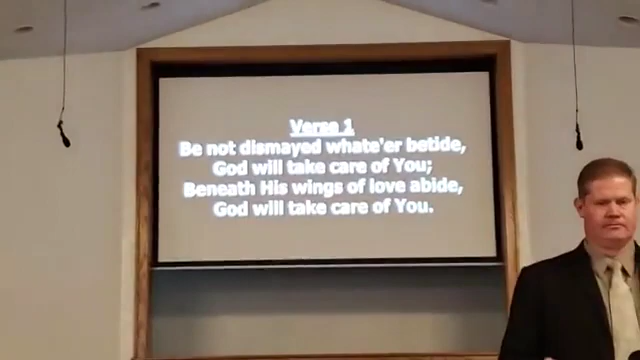 Verse 1
Be not dismayed whate'er betide,
God will take care of You;
Beneath His wings of love abide,
God will take care of You.